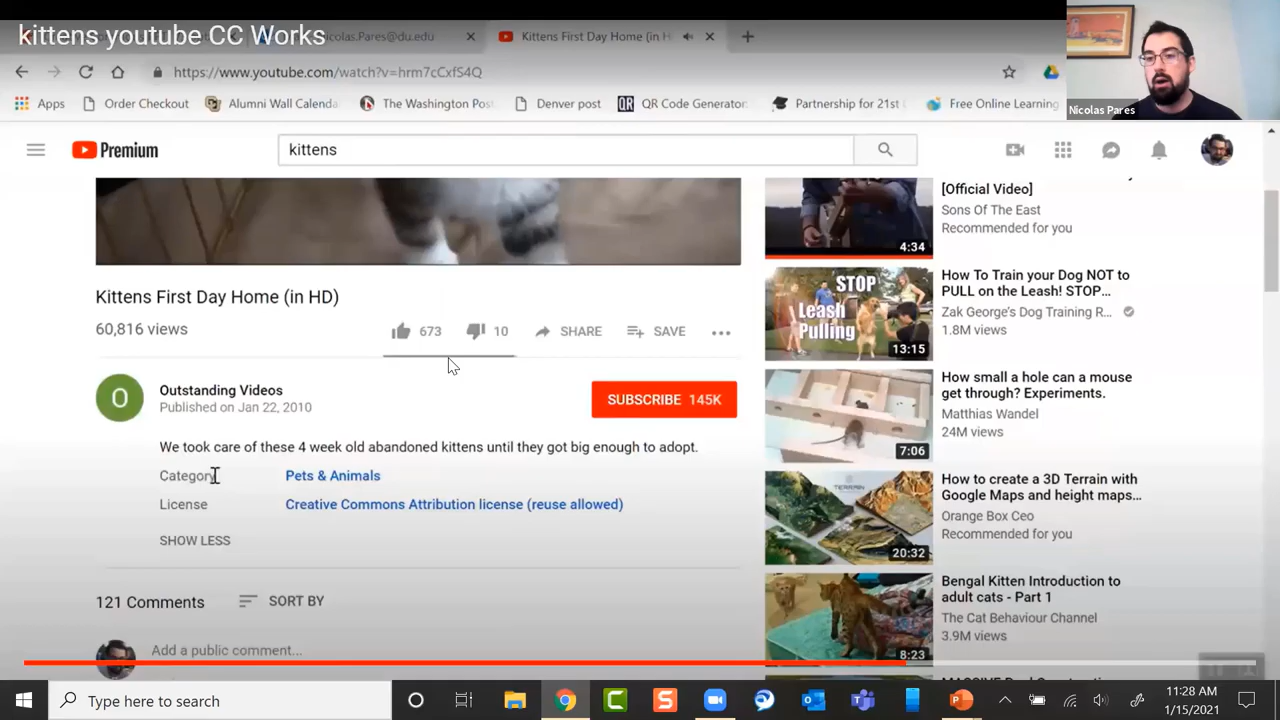 kittens youtube CC Works
Nicolas.Pares@du.edu
Kittens First Day Home (in H
https://www.youtube.com/watch?v=hrm7cCxfS4Q
Apps
Order Checkout
Alumni Wall Calenda
The Washington Pos
Denver post
QR
QR Code Generator
Partnership for 21st
Free Online Learning
Nicolas Pares
Premium
kittens
[Official Video]
Sons Of The East
Recommended for you
4:34
Kittens First Day Home (in HD)
60,816 views
673
10
SHARE
SAVE
STOP
Leash
Pulling
13:15
How To Train your Dog NOT to
PULL on the Leash! STOP...
Zak George's Dog Training R...
1.8M views
O
Outstanding Videos
Published on Jan 22, 2010
SUBSCRIBE 145K
We took care of these 4 week old abandoned kittens until they got big enough to adopt.
Category
Pets & Animals
License
Creative Commons Attribution license (reuse allowed)
SHOW LESS
7:06
How small a hole can a mouse
get through? Experiments.
Matthias Wandel
24M views
TERRAIN
20:32
How to create a 3D Terrain with
Google Maps and height maps...
Orange Box Ceo
Recommended for you
121 Comments
SORT BY
Add a public comment...
8:23
Bengal Kitten Introduction to
adult cats - Part 1
The Cat Behaviour Channel
3.9M views
Type here to search
11:28 AM
1/15/2021